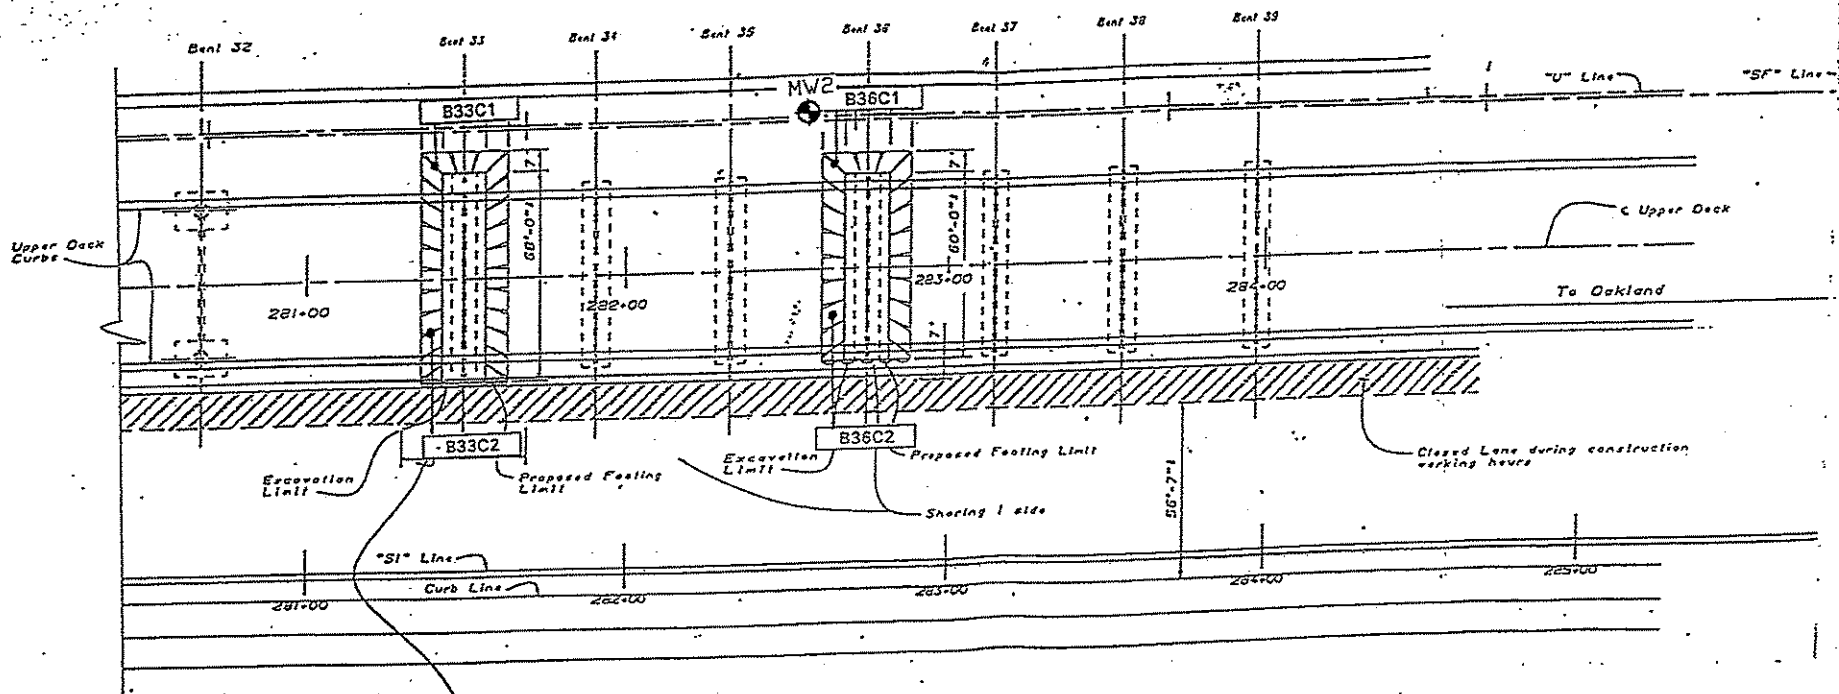 Bent 32
Bent 33
Bent 34
Bent 35
Bent 36
Bent 37
Bent 38
Bent 39
MW2
"U" Line
"SF" Line
B33C1
B36C1
7'
7'
Upper Deck
Curbs
68'-0"±
60'-0"±
℄ Upper Deck
281+00
282+00
283+00
284+00
To Oakland
7'
B33C2
B36C2
Excavation
Limit
Proposed Footing
Limit
Excavation
Limit
Proposed Footing Limit
Closed Lane during construction
working hours
Shoring 1 side
56'-7"±
"S1" Line
Curb Line
281+00
282+00
283+00
284+00